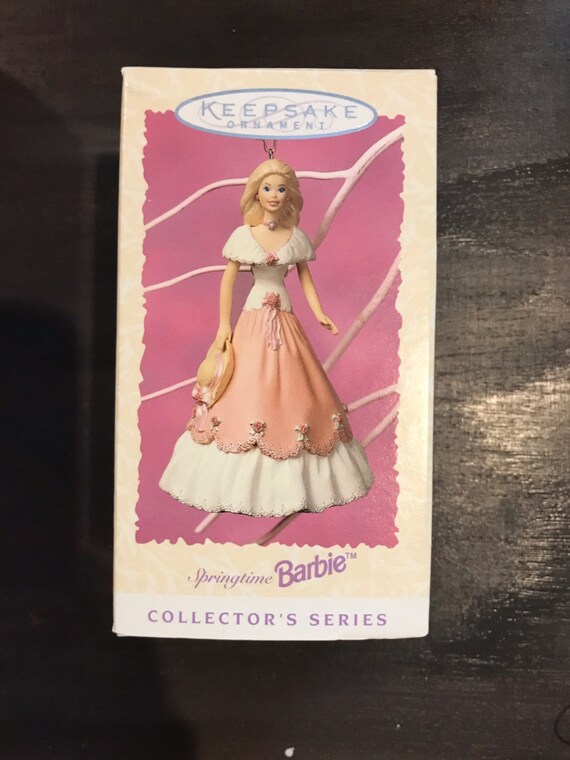 KEEPSAKE
ORNAMENT
Springtime Barbie™
COLLECTOR'S SERIES